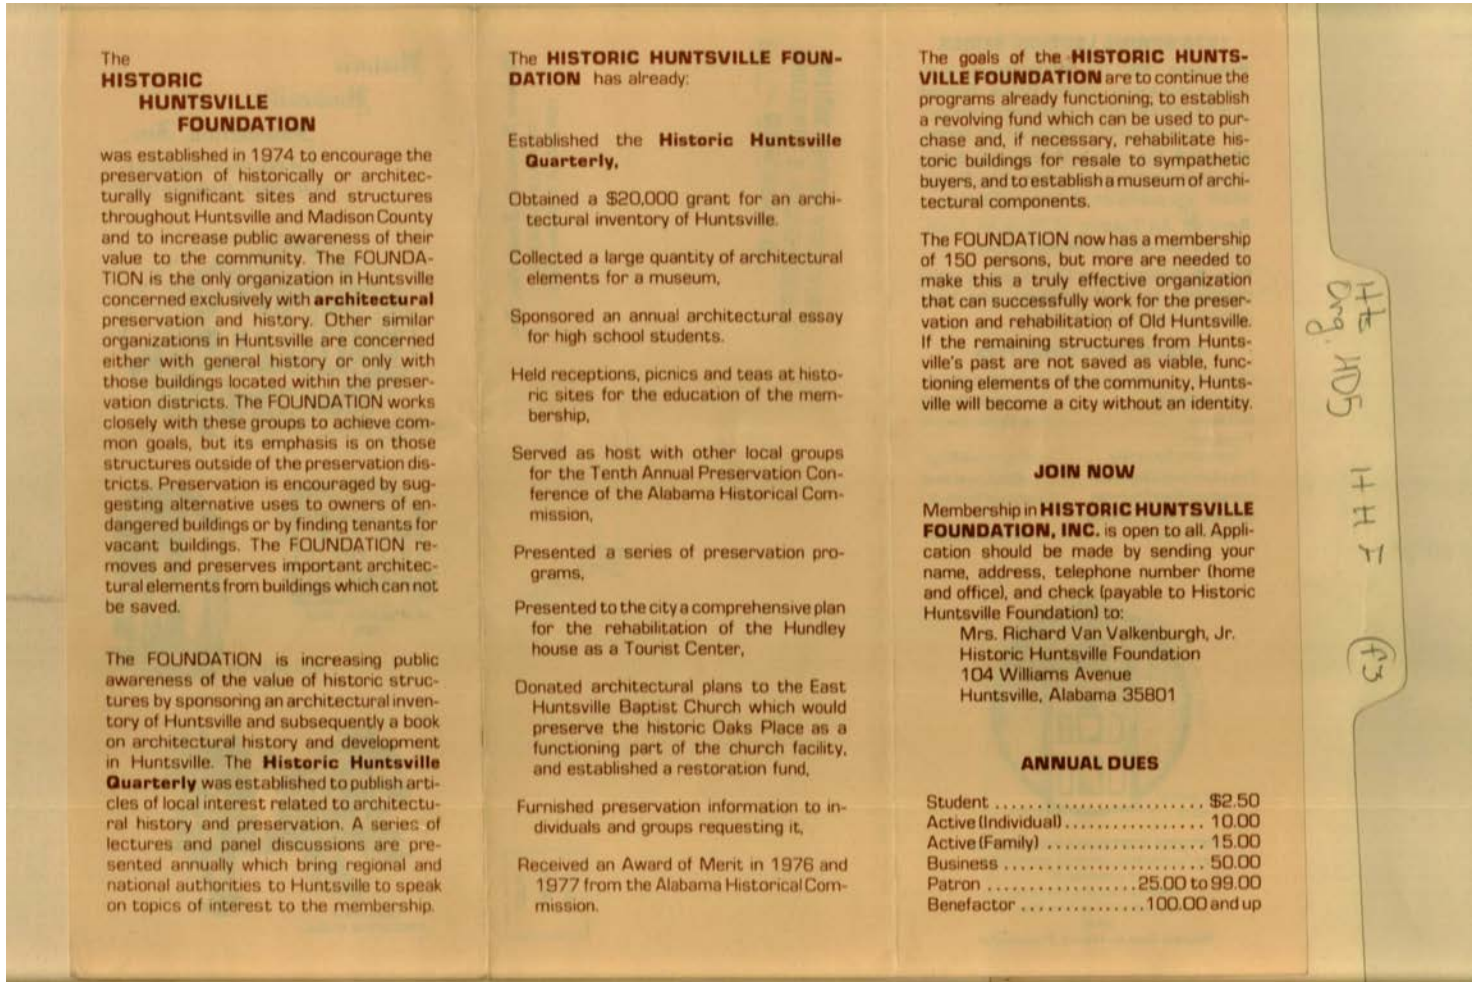 The
HISTORIC
HUNTSVILLE
FOUNDATION
was established in 1974 to encourage the
preservation of historically or architec-
turally significant sites and structures
throughout Huntsville and Madison County
and to increase public awareness of their
value to the community. The FOUNDA-
TION is the only organization in Huntsville
concerned exclusively with architectural
preservation and history. Other similar
organizations in Huntsville are concerned
either with general history or only with
those buildings located within the preser-
vation districts. The FOUNDATION works
closely with these groups to achieve com-
mon goals, but its emphasis is on those
structures outside of the preservation dis-
tricts. Preservation is encouraged by sug-
gesting alternative uses to owners of en-
dangered buildings or by finding tenants for
vacant buildings. The FOUNDATION re-
moves and preserves important architec-
tural elements from buildings which can not
be saved.
The FOUNDATION is increasing public
awareness of the value of historic struc-
tures by sponsoring an architectural inven-
tory of Huntsville and subsequently a book
on architectural history and development
in Huntsville. The Historic Huntsville
Quarterly was established to publish arti-
cles of local interest related to architectu-
ral history and preservation. A series of
lectures and panel discussions are pre-
sented annually which bring regional and
national authorities to Huntsville to speak
on topics of interest to the membership.
The HISTORIC HUNTSVILLE FOUN-
DATION has already:
Established the Historic Huntsville
Quarterly,
Obtained a $20,000 grant for an archi-
tectural inventory of Huntsville.
Collected a large quantity of architectural
elements for a museum,
Sponsored an annual architectural essay
for high school students.
Held receptions, picnics and teas at histo-
ric sites for the education of the mem-
bership,
Served as host with other local groups
for the Tenth Annual Preservation Con-
ference of the Alabama Historical Com-
mission,
Presented a series of preservation pro-
grams,
Presented to the city a comprehensive plan
for the rehabilitation of the Hundley
house as a Tourist Center,
Donated architectural plans to the East
Huntsville Baptist Church which would
preserve the historic Oaks Place as a
functioning part of the church facility,
and established a restoration fund,
Furnished preservation information to in-
dividuals and groups requesting it,
Received an Award of Merit in 1976 and
1977 from the Alabama Historical Com-
mission.
The goals of the HISTORIC HUNTS-
VILLE FOUNDATION are to continue the
programs already functioning, to establish
a revolving fund which can be used to pur-
chase and, if necessary, rehabilitate his-
toric buildings for resale to sympathetic
buyers, and to establish a museum of archi-
tectural components.
The FOUNDATION now has a membership
of 150 persons, but more are needed to
make this a truly effective organization
that can successfully work for the preser-
vation and rehabilitation of Old Huntsville.
If the remaining structures from Hunts-
ville's past are not saved as viable, func-
tioning elements of the community, Hunts-
ville will become a city without an identity.
JOIN NOW
Membership in HISTORIC HUNTSVILLE
FOUNDATION, INC. is open to all. Appli-
cation should be made by sending your
name, address, telephone number (home
and office), and check (payable to Historic
Huntsville Foundation) to:
Mrs. Richard Van Valkenburgh, Jr.
Historic Huntsville Foundation
104 Williams Avenue
Huntsville, Alabama 35801
ANNUAL DUES
Student ........................ $2.50
Active (Individual) ................ 10.00
Active (Family) .................. 15.00
Business ....................... 50.00
Patron ................ 25.00 to 99.00
Benefactor ............... 100.00 and up
Org. HDS HHF